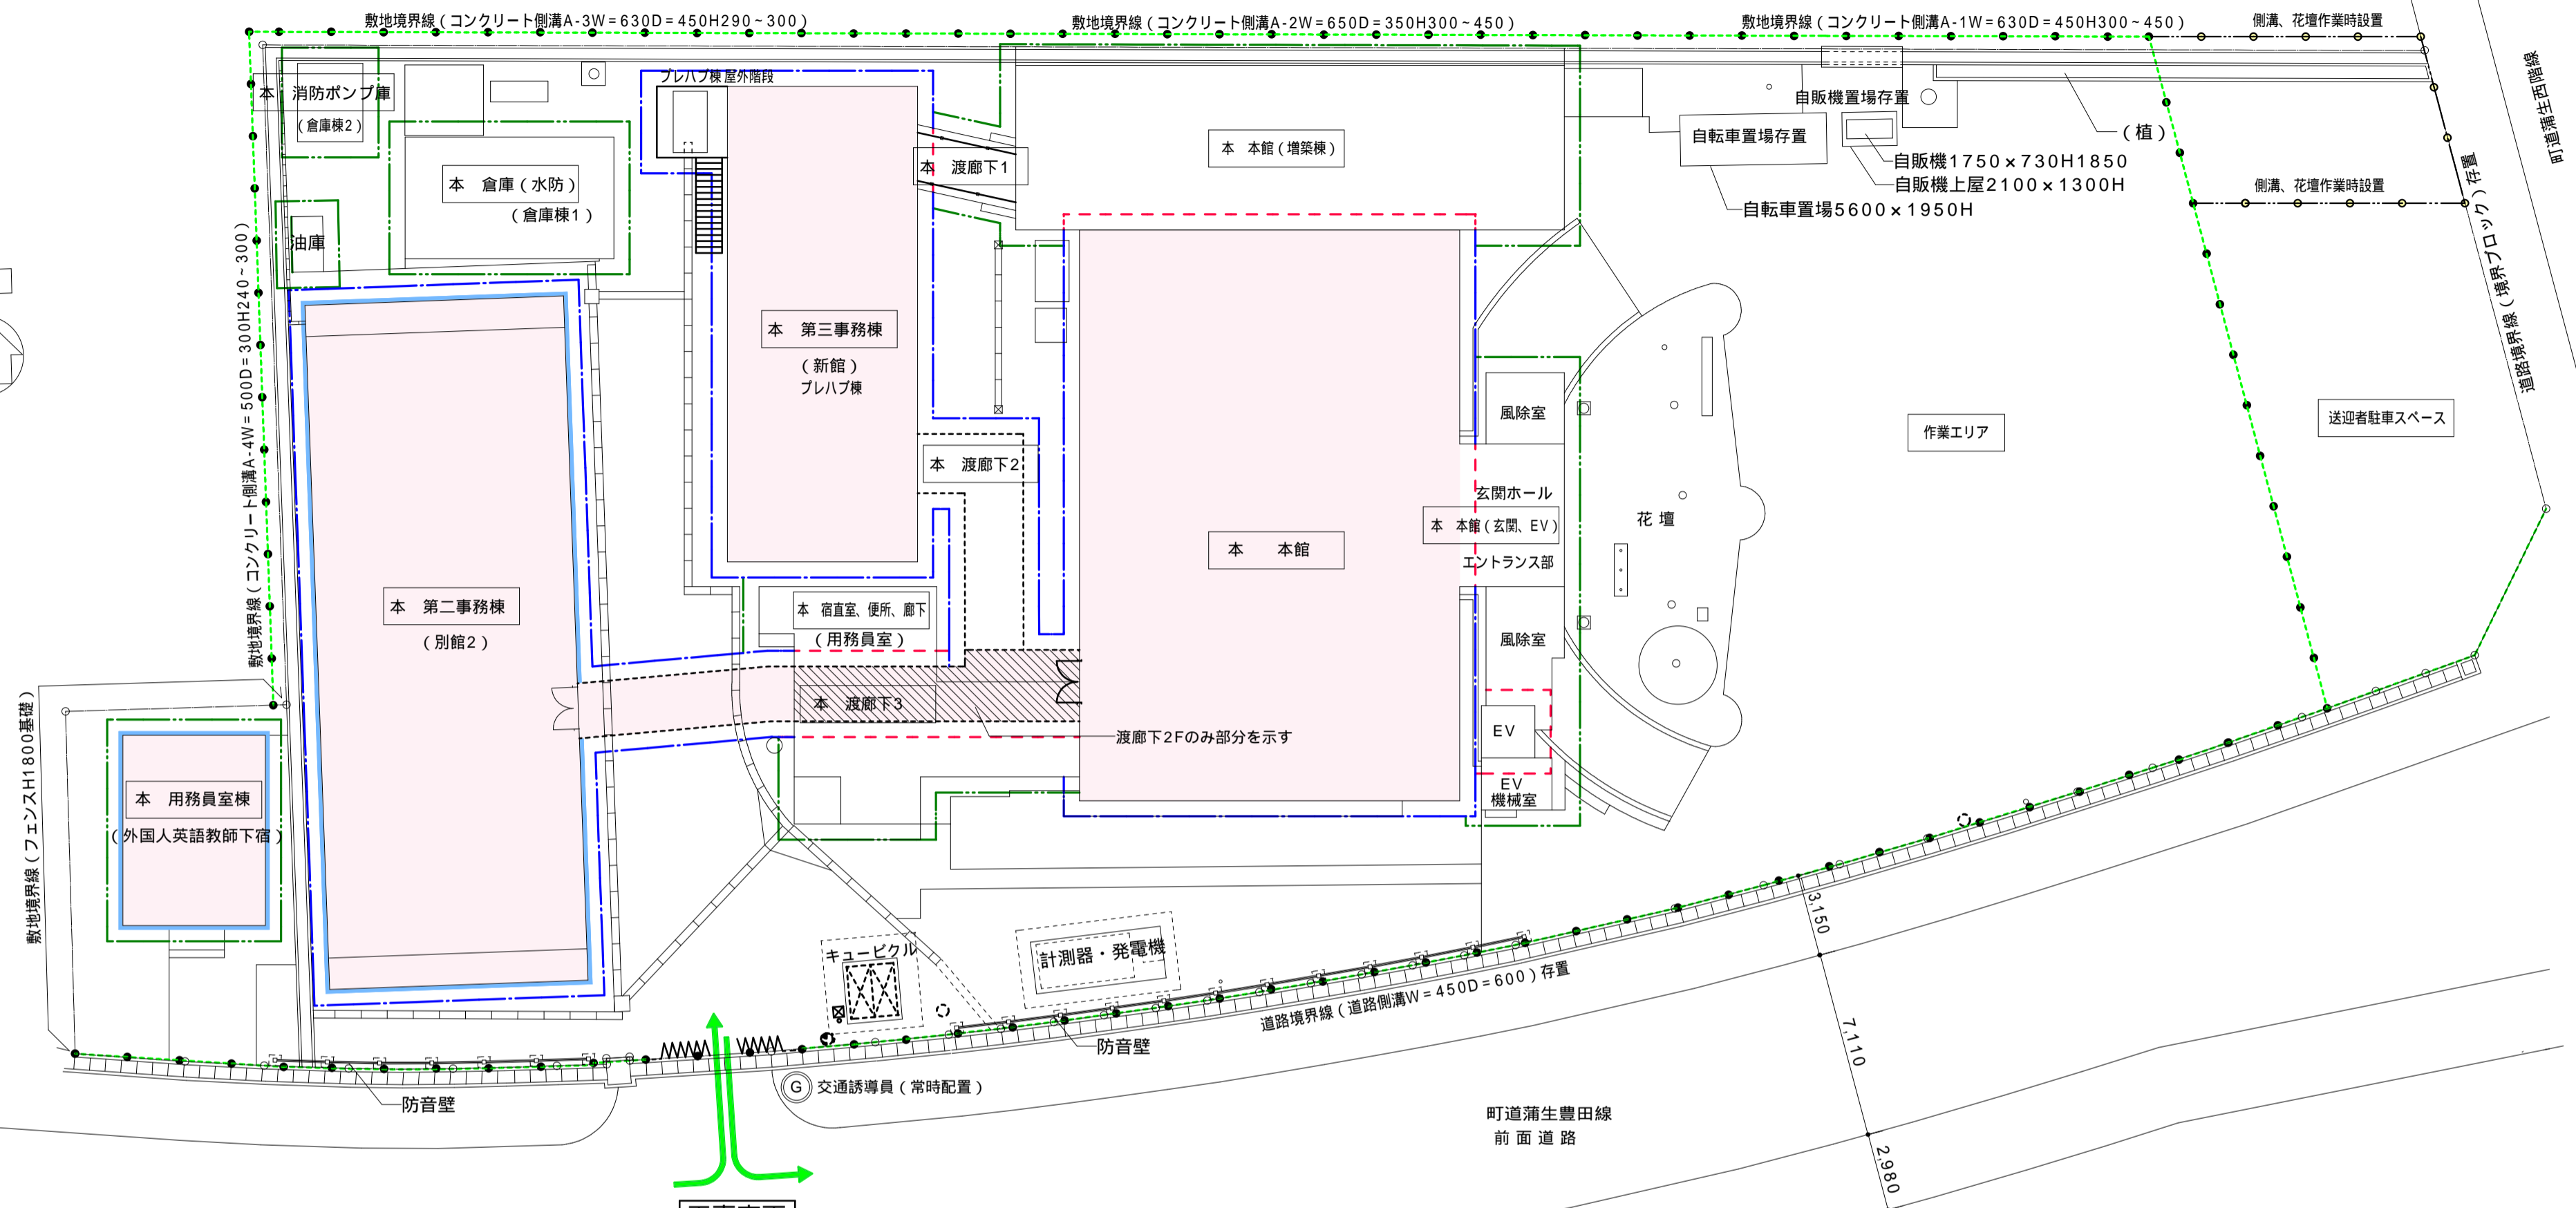 敷地境界線（コンクリート側溝A-3W=630D=450H290~300）
敷地境界線（コンクリート側溝A-2W=650D=350H300~450）
敷地境界線（コンクリート側溝A-1W=630D=450H300~450）
側溝、花壇作業時設置
町道蒲生西階線
プレハブ棟 屋外階段
本　消防ポンプ庫
（倉庫棟2）
本　倉庫（水防）
（倉庫棟1）
油庫
本　渡廊下1
本　本館（増築棟）
自転車置場存置
自販機置場存置
（植）
自販機1750×730H1850
自販機上屋2100×1300H
自転車置場5600×1950H
側溝、花壇作業時設置
道路境界線（境界ブロック）存置
敷地境界線（コンクリート側溝A-4W=500D=300H240~300）
本　第三事務棟
（新館）
プレハブ棟
本　渡廊下2
風除室
玄関ホール
本　本館（玄関、EV）
エントランス部
花壇
作業エリア
送迎者駐車スペース
本　本館
本　第二事務棟
（別館2）
本　宿直室、便所、廊下
（用務員室）
風除室
本　渡廊下3
渡廊下2Fのみ部分を示す
EV
EV
機械室
敷地境界線（フェンスH1800基礎）
本　用務員室棟
（外国人英語教師下宿）
キュービクル
計測器・発電機
道路境界線（道路側溝W=450D=600）存置
防音壁
防音壁
G　交通誘導員（常時配置）
町道蒲生豊田線
前面道路
3,150
7,110
2,980